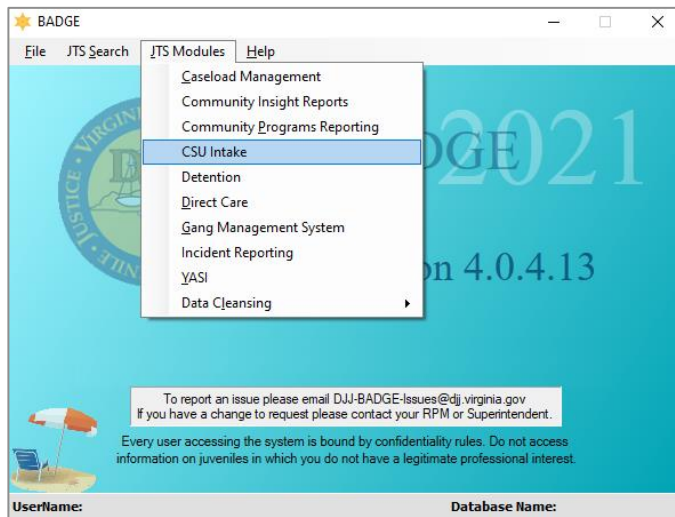 BADGE
File JTS Search JTS Modules Help
Caseload Management
Community Insight Reports
Community Programs Reporting
CSU Intake
Detention
Direct Care
Gang Management System
Incident Reporting
YASI
Data Cleansing
DGE
2021
on 4.0.4.13
VIRGIN
JUSTICE
NILE
To report an issue please email DJJ-BADGE-Issues@djj.virginia.gov
If you have a change to request please contact your RPM or Superintendent.
Every user accessing the system is bound by confidentiality rules. Do not access
information on juveniles in which you do not have a legitimate professional interest.
UserName: Database Name: